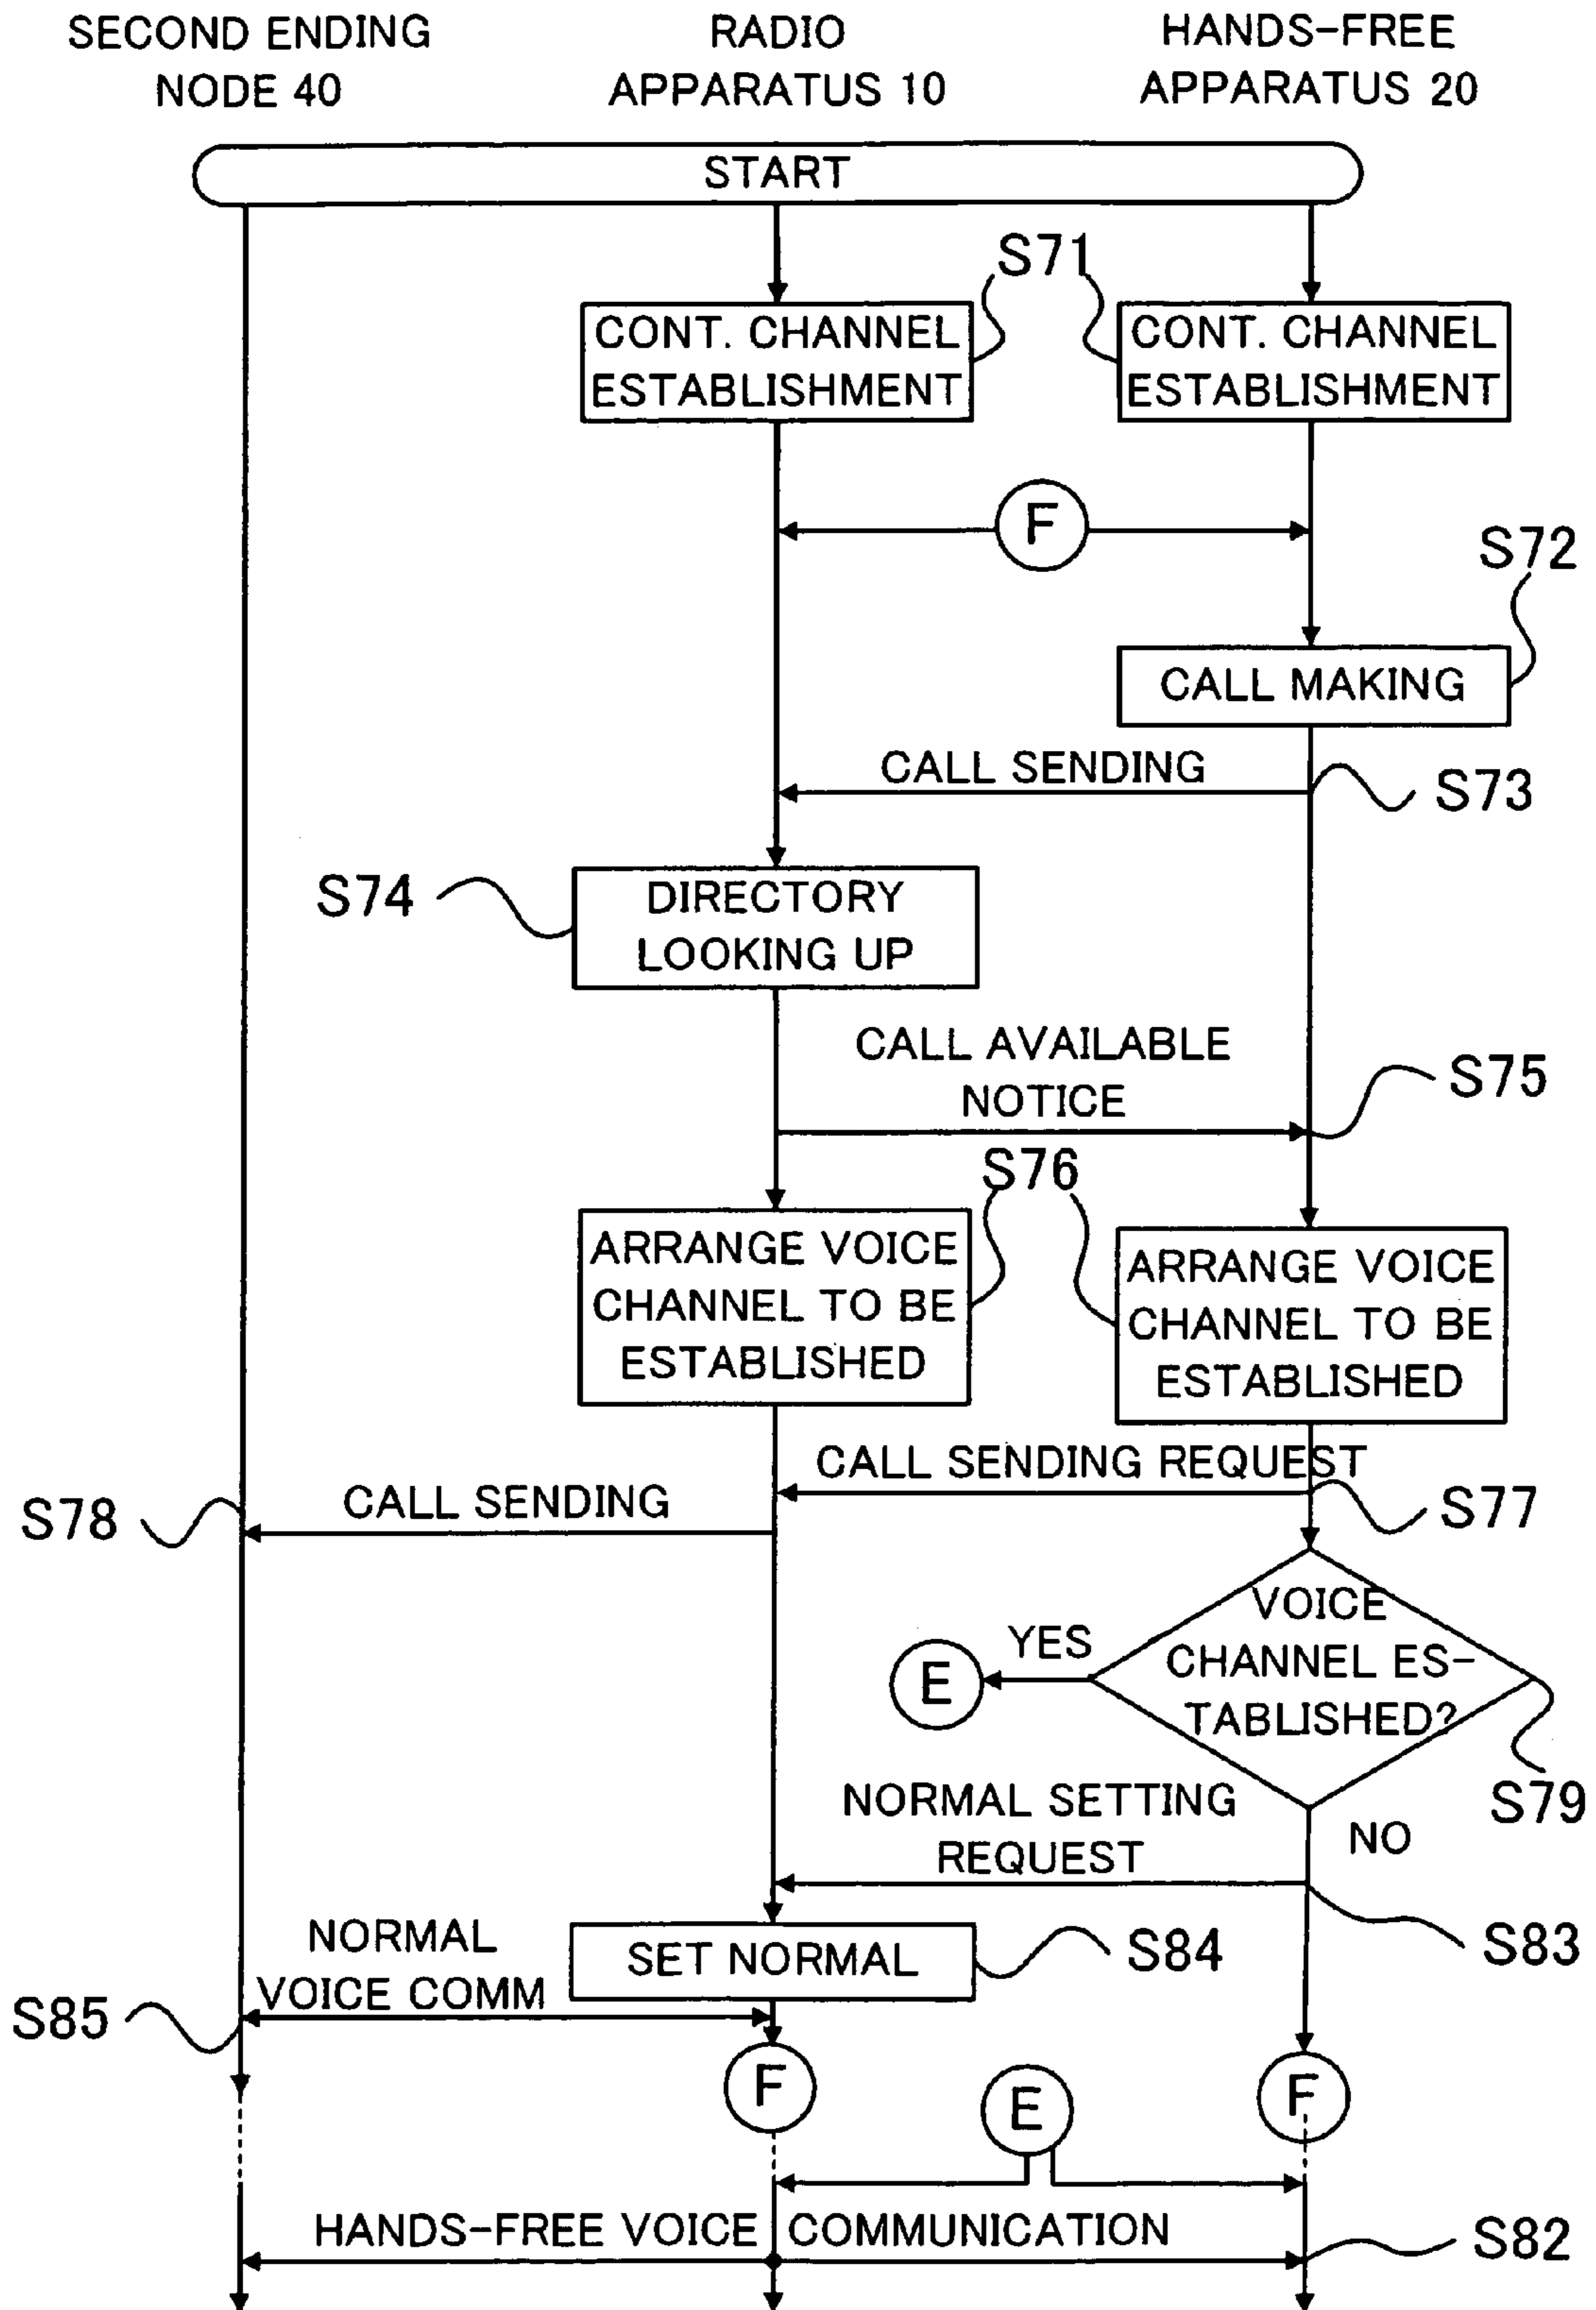 SECOND ENDING
NODE 40
RADIO
APPARATUS 10
HANDS-FREE
APPARATUS 20
START
S71
CONT. CHANNEL
ESTABLISHMENT
CONT. CHANNEL
ESTABLISHMENT
F
S72
CALL MAKING
CALL SENDING
S73
S74
DIRECTORY
LOOKING UP
CALL AVAILABLE
NOTICE
S75
S76
ARRANGE VOICE
CHANNEL TO BE
ESTABLISHED
ARRANGE VOICE
CHANNEL TO BE
ESTABLISHED
CALL SENDING REQUEST
S77
S78
CALL SENDING
VOICE
CHANNEL ES-
TABLISHED?
YES
E
S79
NO
NORMAL SETTING
REQUEST
S83
NORMAL
VOICE COMM
SET NORMAL
S84
S85
F
E
F
HANDS-FREE VOICE COMMUNICATION
S82